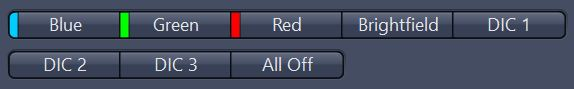 Blue Green Red Brightfield DIC 1
DIC 2 DIC 3 All Off